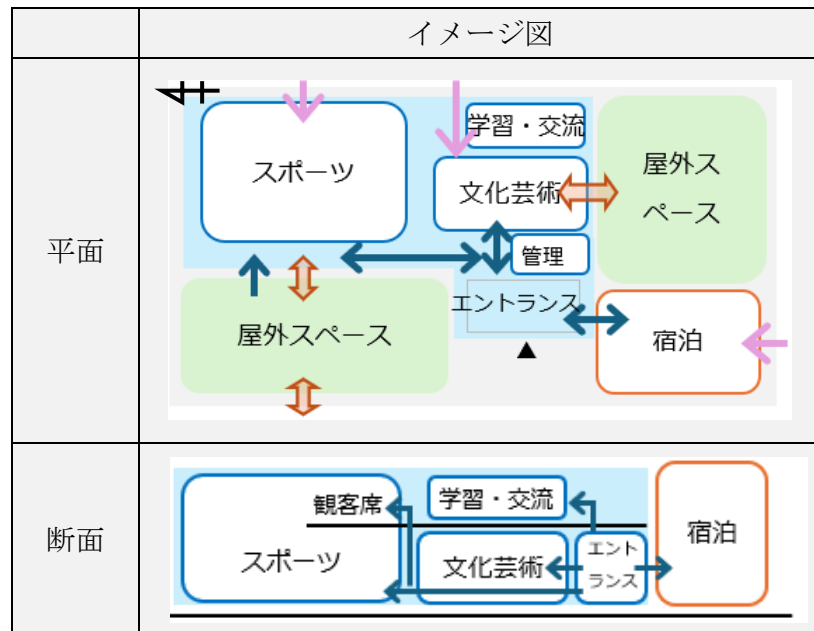 イメージ図
平面
スポーツ
学習・交流
文化芸術
管理
エントランス
屋外ス
ペース
屋外スペース
宿泊
断面
観客席
スポーツ
学習・交流
文化芸術
エント
ランス
宿泊